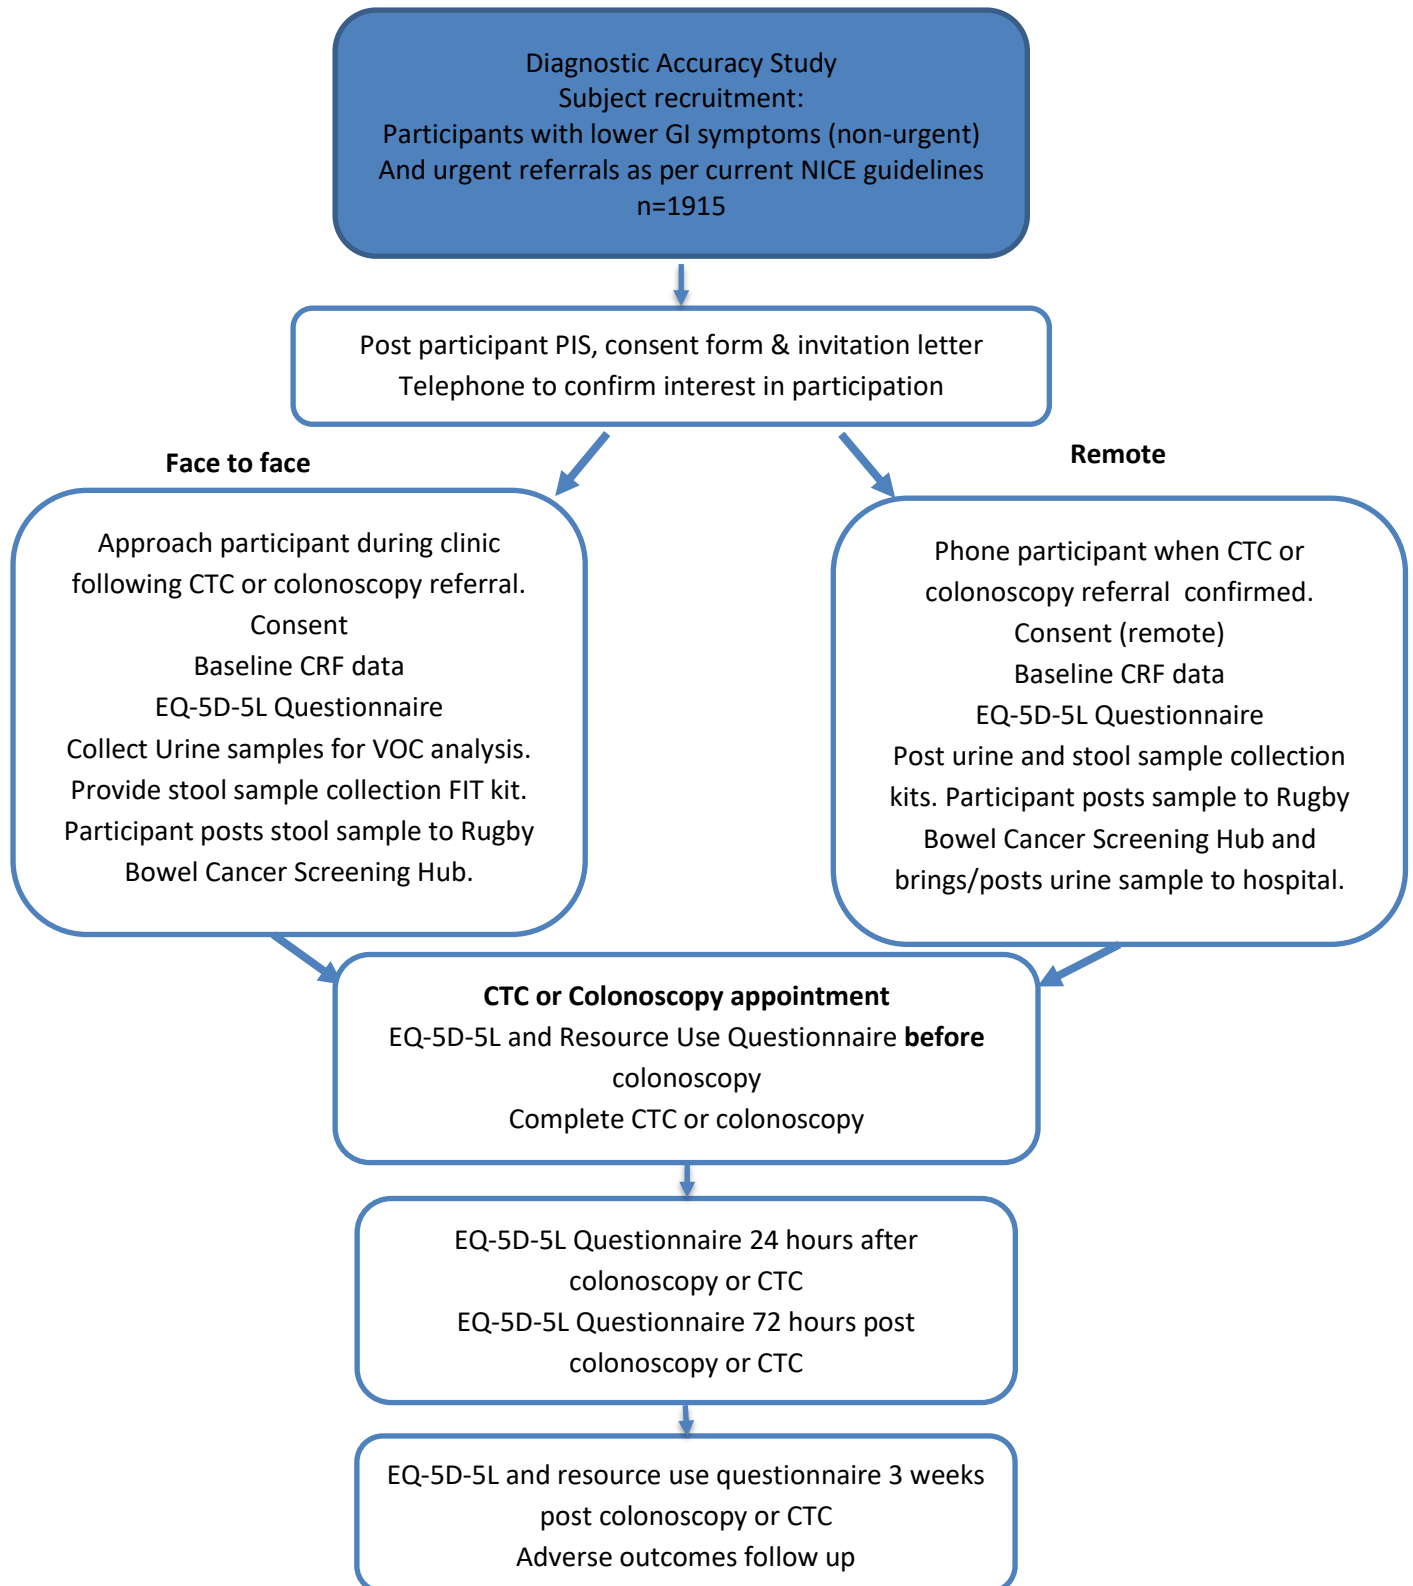 Diagnostic Accuracy Study
Subject recruitment:
Participants with lower GI symptoms (non-urgent)
And urgent referrals as per current NICE guidelines
n=1915
Post participant PIS, consent form & invitation letter
Telephone to confirm interest in participation
Face to face
Approach participant during clinic
following CTC or colonoscopy referral.
Consent
Baseline CRF data
EQ-5D-5L Questionnaire
Collect Urine samples for VOC analysis.
Provide stool sample collection FIT kit.
Participant posts stool sample to Rugby
Bowel Cancer Screening Hub.
Remote
Phone participant when CTC or
colonoscopy referral  confirmed.
Consent (remote)
Baseline CRF data
EQ-5D-5L Questionnaire
Post urine and stool sample collection
kits. Participant posts sample to Rugby
Bowel Cancer Screening Hub and
brings/posts urine sample to hospital.
CTC or Colonoscopy appointment
EQ-5D-5L and Resource Use Questionnaire before
colonoscopy
Complete CTC or colonoscopy
EQ-5D-5L Questionnaire 24 hours after
colonoscopy or CTC
EQ-5D-5L Questionnaire 72 hours post
colonoscopy or CTC
EQ-5D-5L and resource use questionnaire 3 weeks
post colonoscopy or CTC
Adverse outcomes follow up